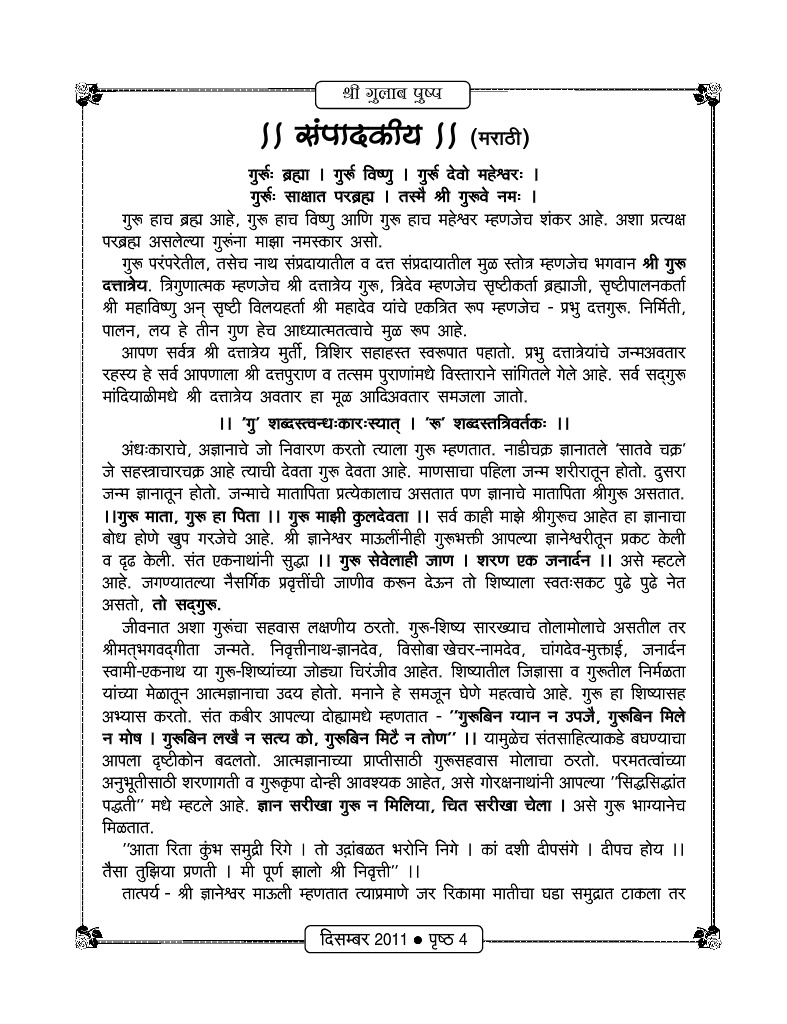 श्री गुलाब पुष्प
।। संपादकीय ।। (मराठी)
गुरुर्ः ब्रह्मा । गुरुर्र विष्णु । गुरुर्र देवो महेश्वरः ।
गुरुर्ः साक्षात परब्रह्म । तस्मै श्री गुरूवे नमः ।
गुरू हाच ब्रह्म आहे, गुरू हाच विष्णु आणि गुरू हाच महेश्वर म्हणजेच शंकर आहे. अशा प्रत्यक्ष
परब्रह्म असलेल्या गुरूंना माझा नमस्कार असो.
गुरू परंपरेतील, तसेच नाथ संप्रदायातील व दत्त संप्रदायातील मुळ स्तोत्र म्हणजेच भगवान श्री गुरू
दत्तात्रेय. त्रिगुणात्मक म्हणजेच श्री दत्तात्रेय गुरू, त्रिदेव म्हणजेच सृष्टीकर्ता ब्रह्माजी, सृष्टीपालनकर्ता
श्री महाविष्णु अन् सृष्टी विलयहर्ता श्री महादेव यांचे एकत्रित रूप म्हणजेच - प्रभु दत्तगुरू. निर्मिती,
पालन, लय हे तीन गुण हेच आध्यात्मतत्वाचे मुळ रूप आहे.
आपण सर्वत्र श्री दत्तात्रेय मुर्ती, त्रिशिर सहाहस्त स्वरूपात पहातो. प्रभु दत्तात्रेयांचे जन्मअवतार
रहस्य हे सर्व आपणाला श्री दत्तपुराण व तत्सम पुराणांमधे विस्ताराने सांगितले गेले आहे. सर्व सद्गुरू
मांदियाळीमधे श्री दत्तात्रेय अवतार हा मूळ आदिअवतार समजला जातो.
।। 'गु' शब्दस्त्वन्धःकारःस्यात् । 'रू' शब्दस्तत्रिवर्तकः ।।
अंधःकाराचे, अज्ञानाचे जो निवारण करतो त्याला गुरू म्हणतात. नाडीचक्र ज्ञानातले 'सातवे चक्र'
जे सहस्त्राचारचक्र आहे त्याची देवता गुरू देवता आहे. माणसाचा पहिला जन्म शरीरातून होतो. दुसरा
जन्म ज्ञानातून होतो. जन्माचे मातापिता प्रत्येकालाच असतात पण ज्ञानाचे मातापिता श्रीगुरू असतात.
।।गुरू माता, गुरू हा पिता ।। गुरू माझी कुलदेवता ।। सर्व काही माझे श्रीगुरूच आहेत हा ज्ञानाचा
बोध होणे खुप गरजेचे आहे. श्री ज्ञानेश्वर माऊलींनीही गुरूभक्ती आपल्या ज्ञानेश्वरीतून प्रकट केली
व दृढ केली. संत एकनाथांनी सुद्धा ।। गुरू सेवेलाही जाण । शरण एक जनार्दन ।। असे म्हटले
आहे. जगण्यातल्या नैसर्गिक प्रवृत्तींची जाणीव करून देऊन तो शिष्याला स्वतःसकट पुढे पुढे नेत
असतो, तो सद्गुरू.
जीवनात अशा गुरूंचा सहवास लक्षणीय ठरतो. गुरू-शिष्य सारख्याच तोलामोलाचे असतील तर
श्रीमत्भगवद्गीता जन्मते. निवृत्तीनाथ-ज्ञानदेव, विसोबा खेचर-नामदेव, चांगदेव-मुक्ताई, जनार्दन
स्वामी-एकनाथ या गुरू-शिष्यांच्या जोड्या चिरंजीव आहेत. शिष्यातील जिज्ञासा व गुरूतील निर्मळता
यांच्या मेळातून आत्मज्ञानाचा उदय होतो. मनाने हे समजून घेणे महत्वाचे आहे. गुरू हा शिष्यासह
अभ्यास करतो. संत कबीर आपल्या दोह्यामधे म्हणतात - ''गुरूबिन ग्यान न उपजै, गुरूबिन मिले
न मोष । गुरूबिन लखै न सत्य को, गुरूबिन मिटै न तोण'' ।। यामुळेच संतसाहित्याकडे बघण्याचा
आपला दृष्टीकोन बदलतो. आत्मज्ञानाच्या प्राप्तीसाठी गुरूसहवास मोलाचा ठरतो. परमतत्वांच्या
अनुभूतीसाठी शरणागती व गुरूकृपा दोन्ही आवश्यक आहेत, असे गोरक्षनाथांनी आपल्या ''सिद्धसिद्धांत
पद्धती'' मधे म्हटले आहे. ज्ञान सरीखा गुरू न मिलिया, चित सरीखा चेला । असे गुरू भाग्यानेच
मिळतात.
''आता रिता कुंभ समुद्री रिगे । तो उद्गंबळत भरोनि निगे । कां दशी दीपसंगे । दीपच होय ।।
तैसा तुझिया प्रणती । मी पूर्ण झालो श्री निवृत्ती'' ।।
तात्पर्य - श्री ज्ञानेश्वर माऊली म्हणतात त्याप्रमाणे जर रिकामा मातीचा घडा समुद्रात टाकला तर
दिसम्बर 2011 ● पृष्ठ 4